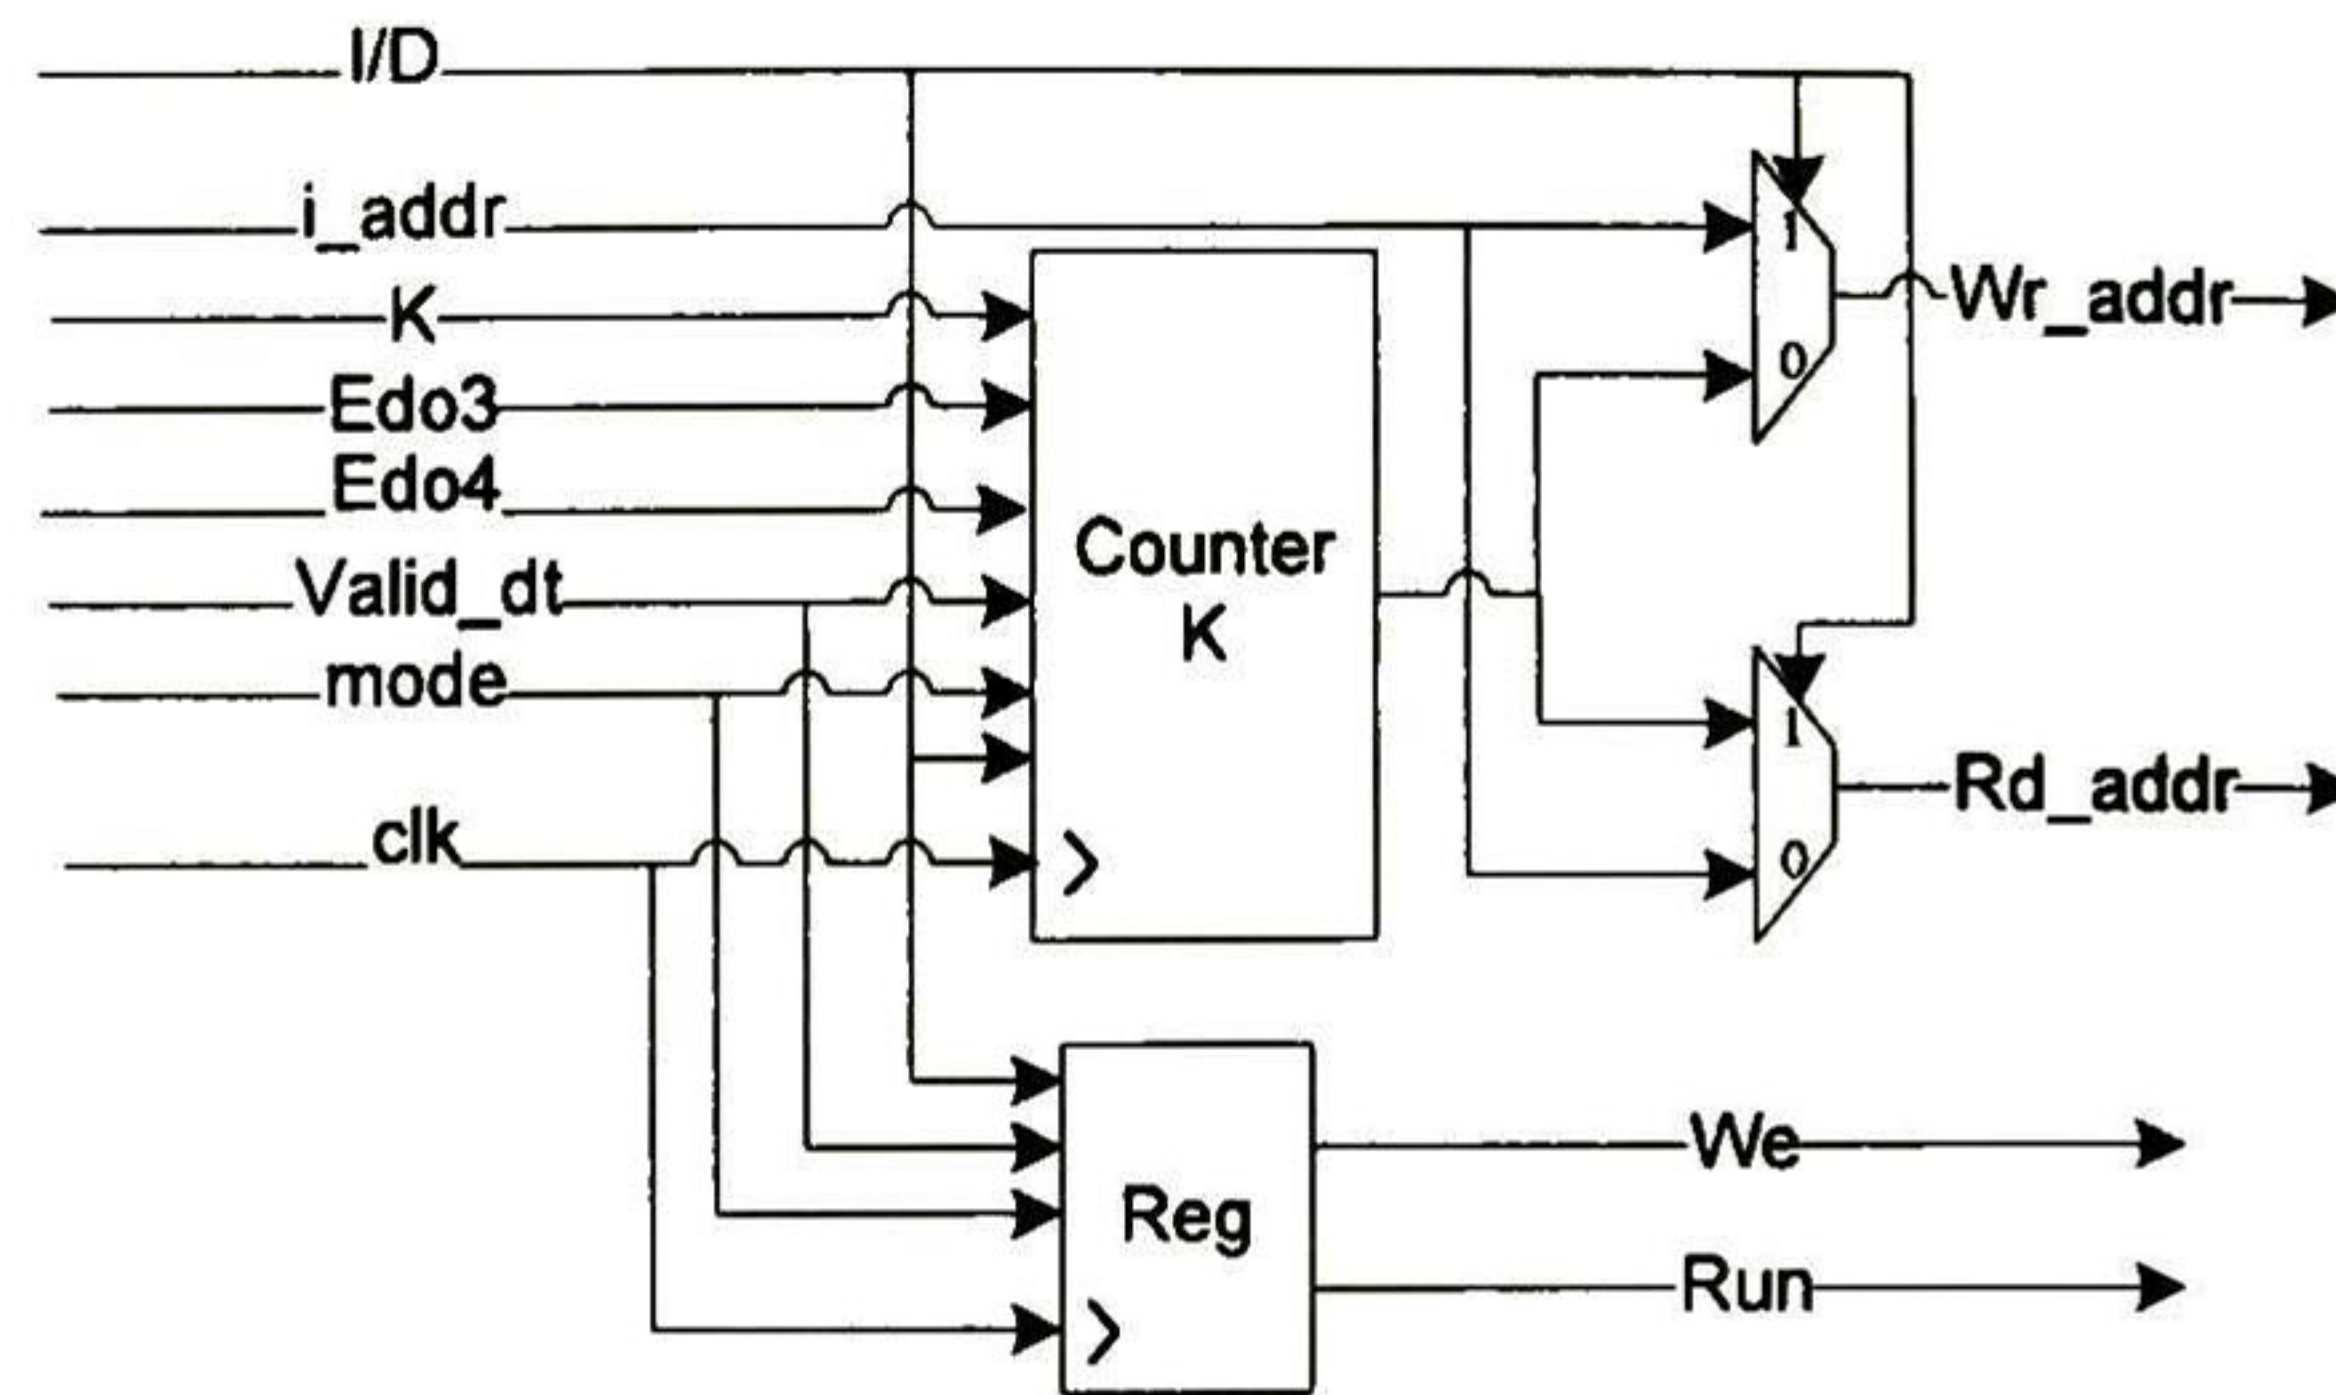 I/D
i_addr
K
Edo3
Edo4
Valid_dt
mode
clk
Counter
K
1
0
Wr_addr
1
0
Rd_addr
Reg
We
Run